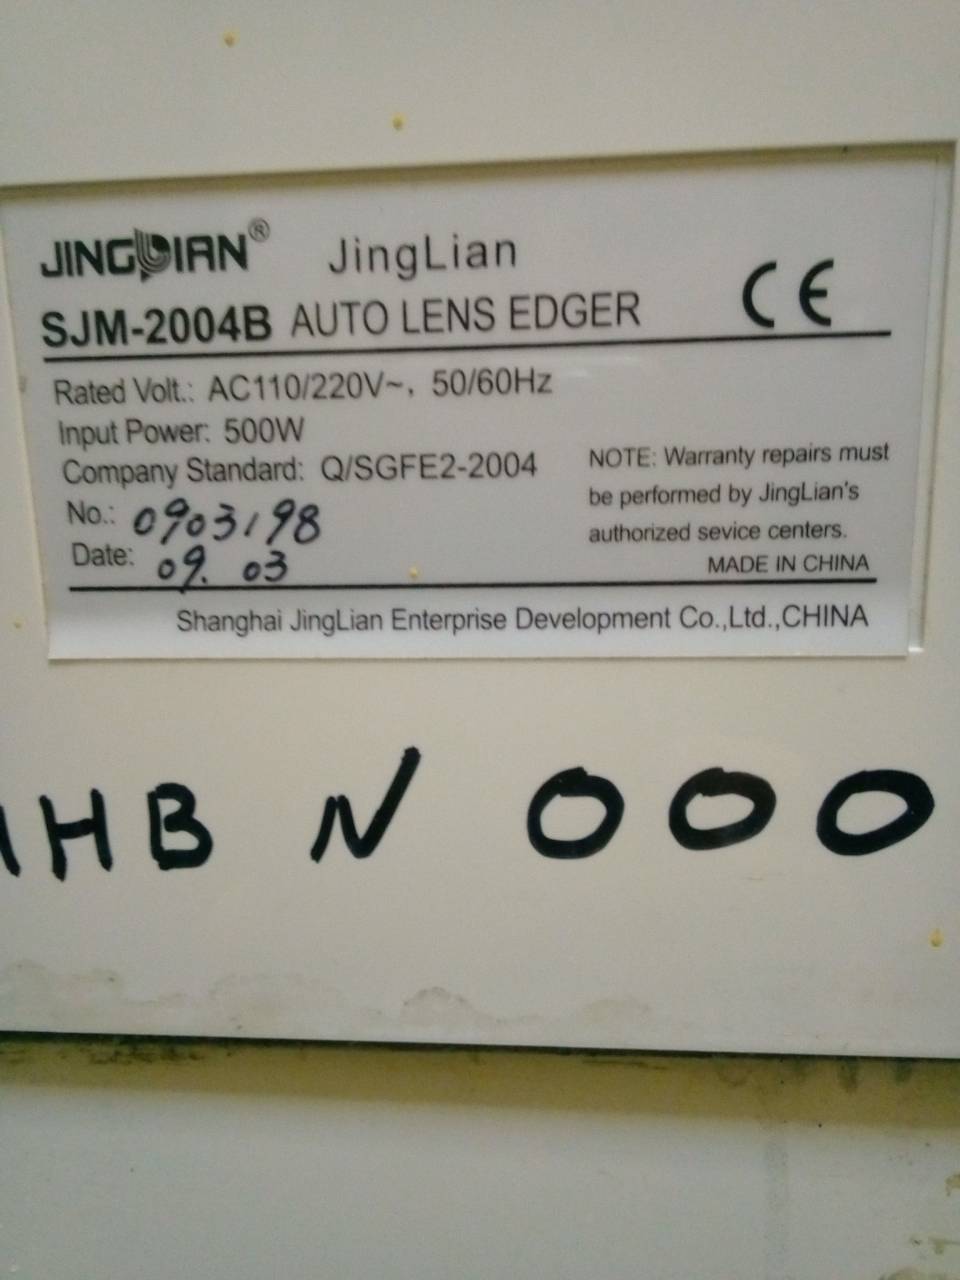 JINGLIAN® JingLian
CE
SJM-2004B AUTO LENS EDGER
Rated Volt.: AC110/220V~, 50/60Hz
Input Power: 500W
Company Standard: Q/SGFE2-2004
No.: 0903198
Date: 09. 03
NOTE: Warranty repairs must
be performed by JingLian's
authorized sevice centers.
MADE IN CHINA
Shanghai JingLian Enterprise Development Co.,Ltd.,CHINA
HB N 000